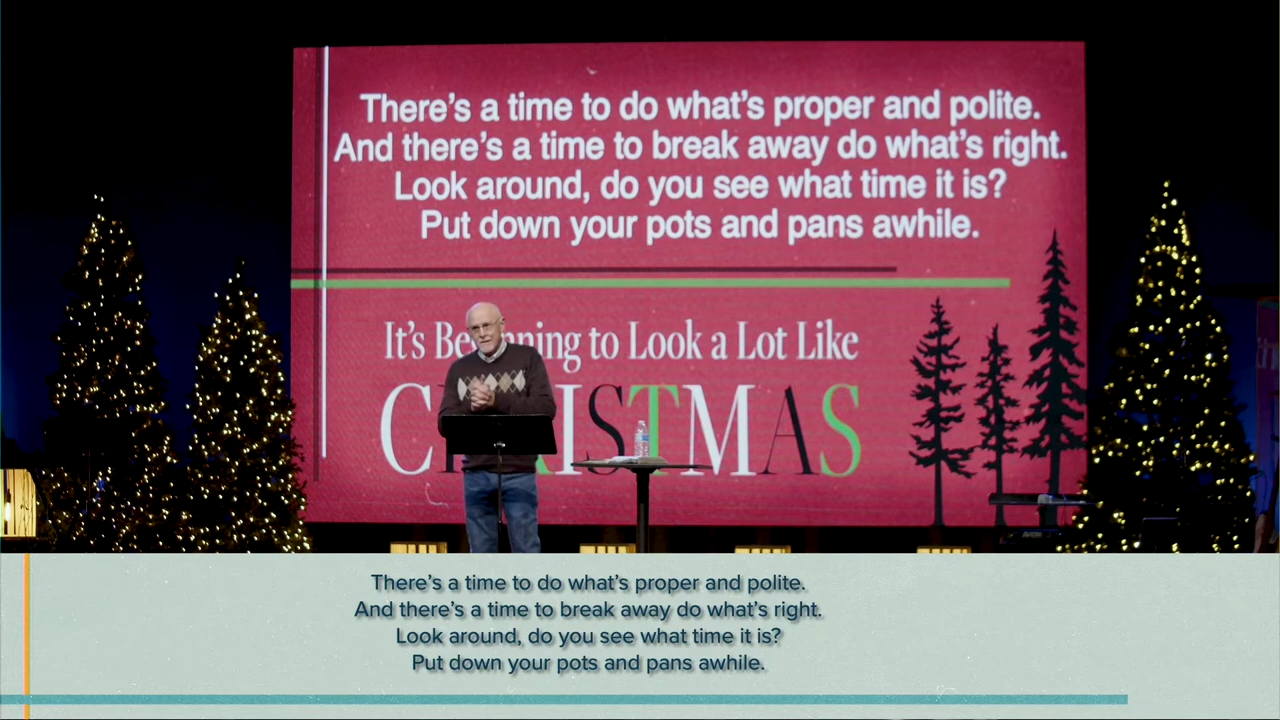 There's a time to do what's proper and polite.
And there's a time to break away do what's right.
Look around, do you see what time it is?
Put down your pots and pans awhile.
It's Beginning to Look a Lot Like
CHRISTMAS
There's a time to do what's proper and polite.
And there's a time to break away do what's right.
Look around, do you see what time it is?
Put down your pots and pans awhile.